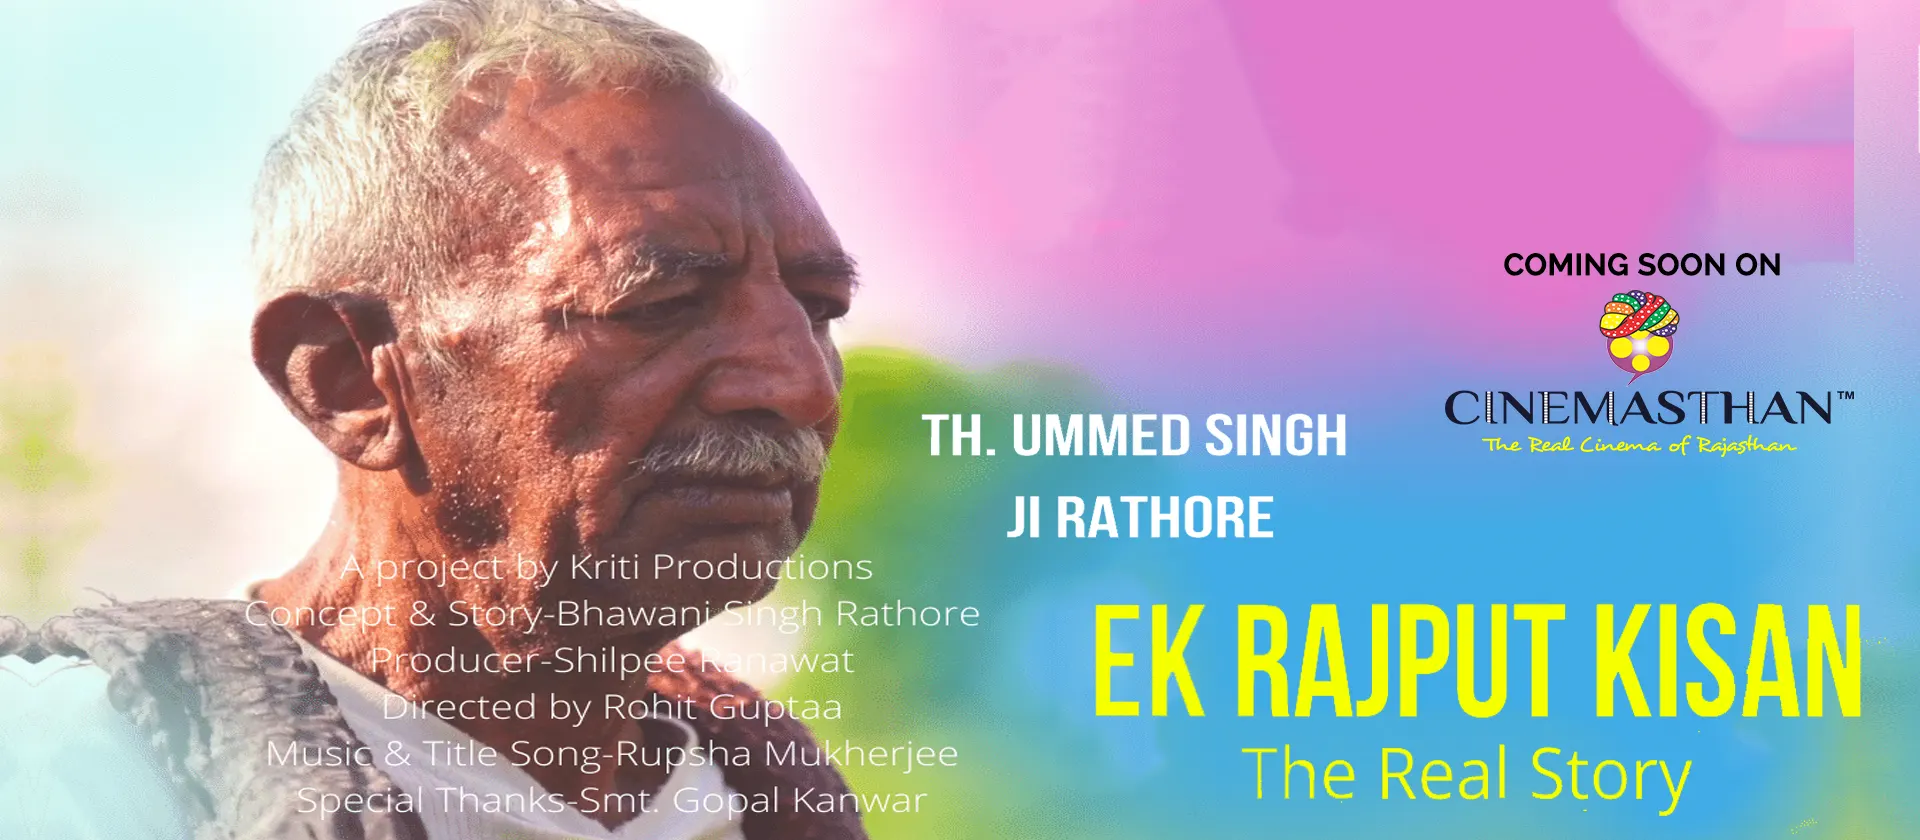 COMING SOON ON
CINEMASTHAN™
The Real Cinema of Rajasthan
TH. UMMED SINGH
JI RATHORE
A project by Kriti Productions
Concept & Story-Bhawani Singh Rathore
Producer-Shilpee Ranawat
Directed by Rohit Guptaa
Music & Title Song-Rupsha Mukherjee
Special Thanks-Smt. Gopal Kanwar
EK RAJPUT KISAN
The Real Story